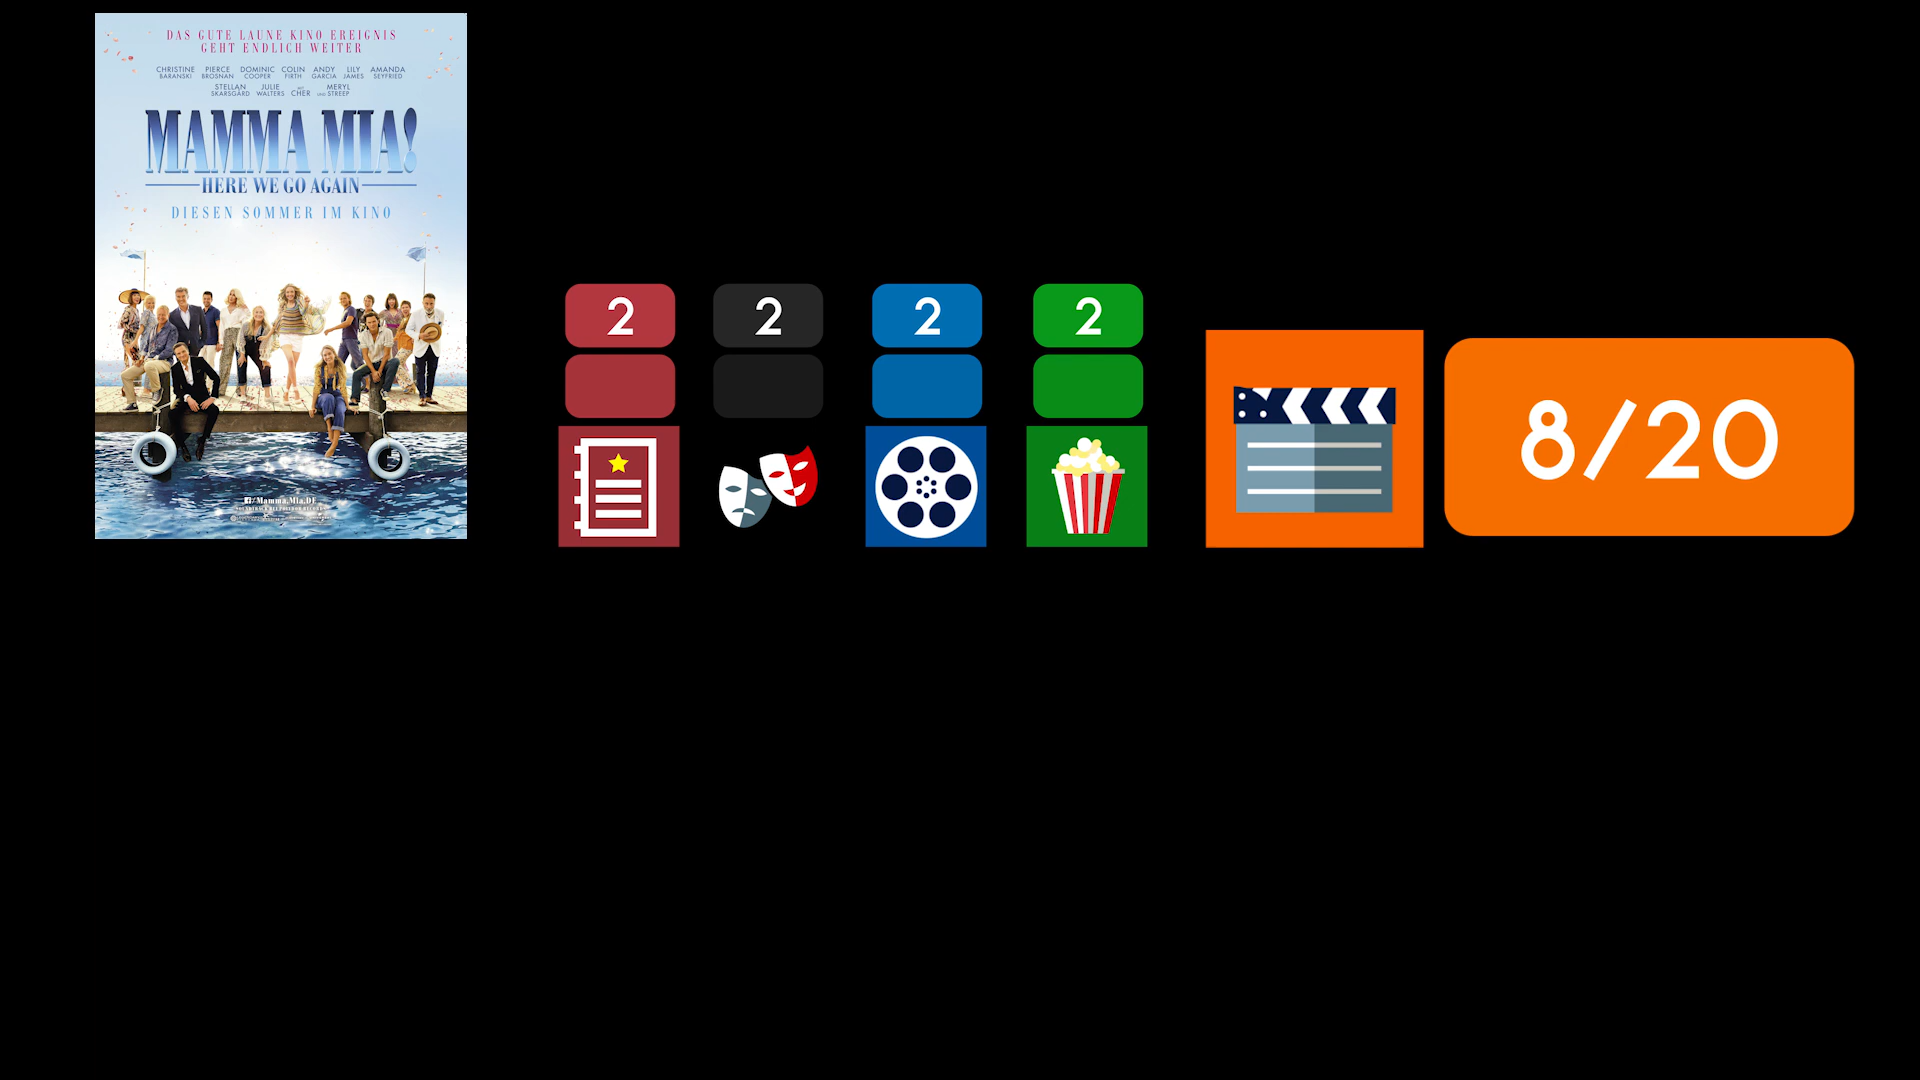 DAS GUTE LAUNE KINO EREIGNIS
GEHT ENDLICH WEITER
CHRISTINE BARANSKI PIERCE BROSNAN DOMINIC COOPER COLIN FIRTH ANDY GARCIA LILY JAMES AMANDA SEYFRIED
STELLAN SKARSGÅRD JULIE WALTERS MIT CHER UND MERYL STREEP
MAMMA MIA!
HERE WE GO AGAIN
DIESEN SOMMER IM KINO
f/Mamma.Mia.DE
2 2 2 2
8/20